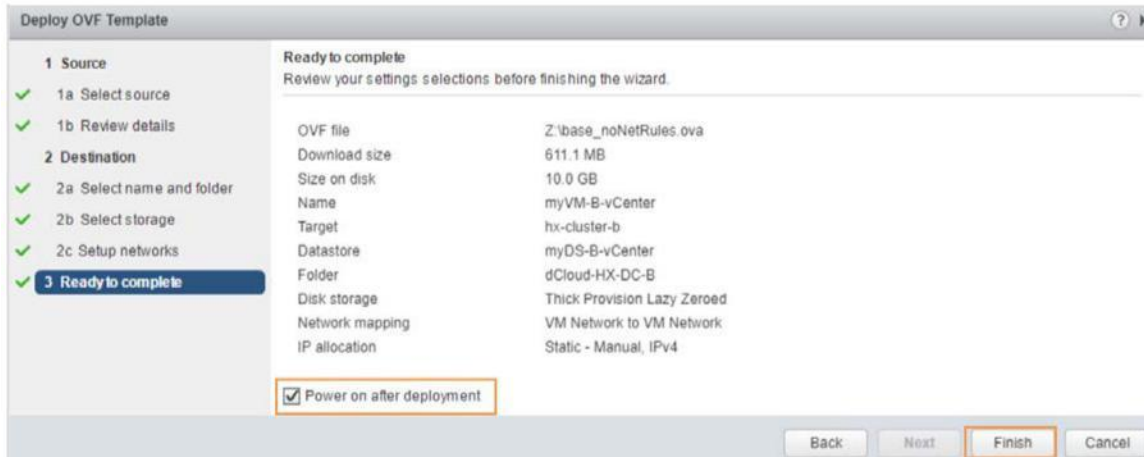 Deploy OVF Template
?
1 Source
1a Select source
1b Review details
2 Destination
2a Select name and folder
2b Select storage
2c Setup networks
3 Ready to complete
Ready to complete
Review your settings selections before finishing the wizard.
OVF file Z:\base_noNetRules.ova
Download size 611.1 MB
Size on disk 10.0 GB
Name myVM-B-vCenter
Target hx-cluster-b
Datastore myDS-B-vCenter
Folder dCloud-HX-DC-B
Disk storage Thick Provision Lazy Zeroed
Network mapping VM Network to VM Network
IP allocation Static - Manual, IPv4
Power on after deployment
Back Next Finish Cancel